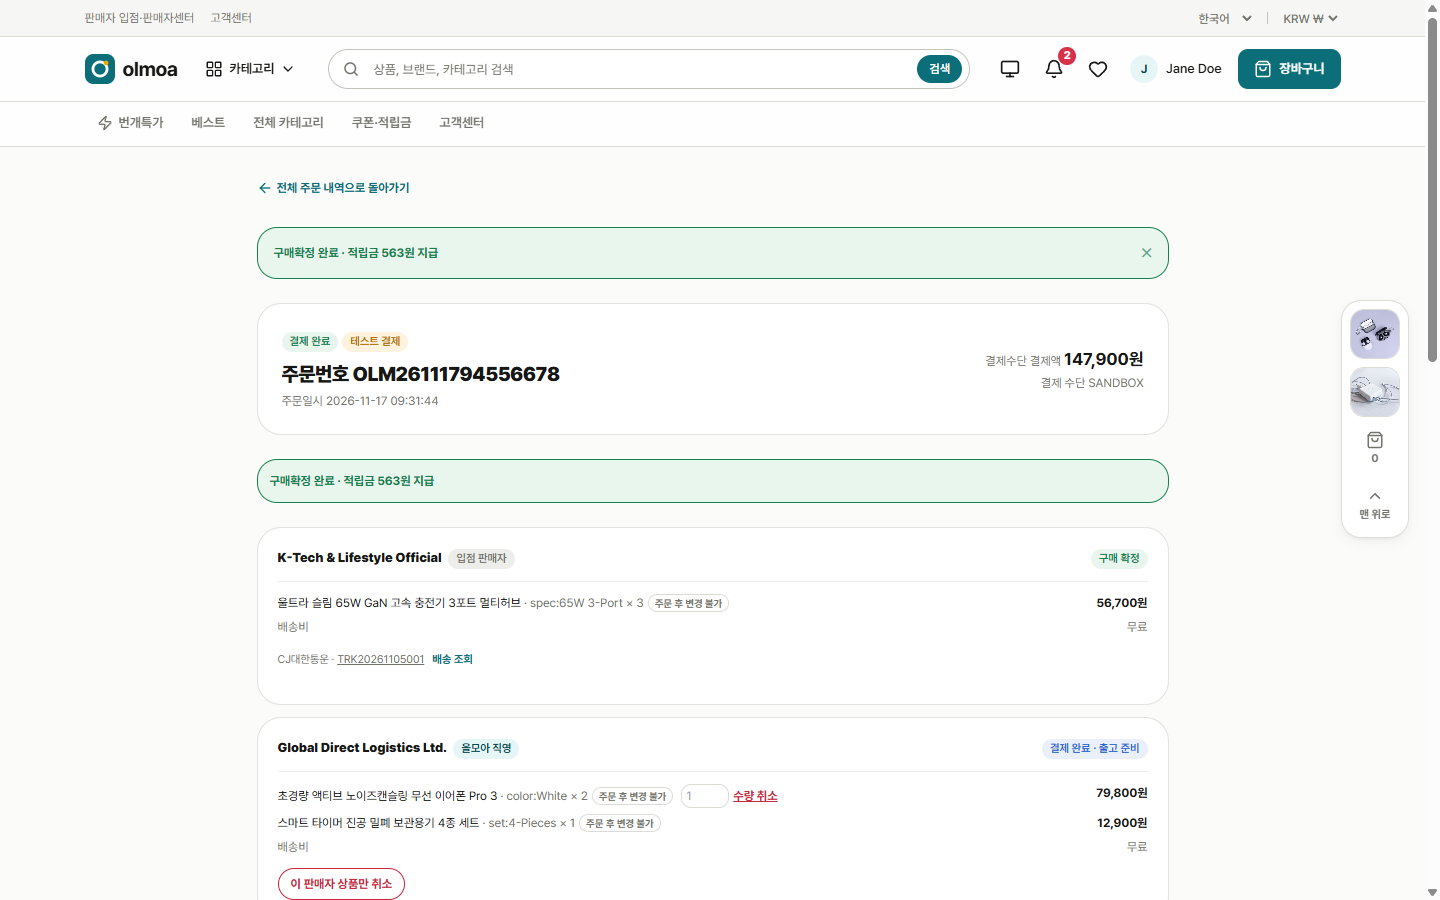 판매자 입점·판매자센터 고객센터 한국어 KRW ₩
olmoa 카테고리 상품, 브랜드, 카테고리 검색 검색 2 J Jane Doe 장바구니
번개특가 베스트 전체 카테고리 쿠폰·적립금 고객센터
전체 주문 내역으로 돌아가기
구매확정 완료 · 적립금 563원 지급
결제 완료 테스트 결제
주문번호 OLM26111794556678
주문일시 2026-11-17 09:31:44
결제수단 결제액 147,900원
결제 수단 SANDBOX
구매확정 완료 · 적립금 563원 지급
K-Tech & Lifestyle Official 입점 판매자 구매 확정
울트라 슬림 65W GaN 고속 충전기 3포트 멀티허브 · spec:65W 3-Port × 3 주문 후 변경 불가 56,700원
배송비 무료
CJ대한통운 · TRK20261105001 배송 조회
Global Direct Logistics Ltd. 올모아 직영 결제 완료 · 출고 준비
초경량 액티브 노이즈캔슬링 무선 이어폰 Pro 3 · color:White × 2 주문 후 변경 불가 1 수량 취소 79,800원
스마트 타이머 진공 밀폐 보관용기 4종 세트 · set:4-Pieces × 1 주문 후 변경 불가 12,900원
배송비 무료
이 판매자 상품만 취소
0
맨 위로